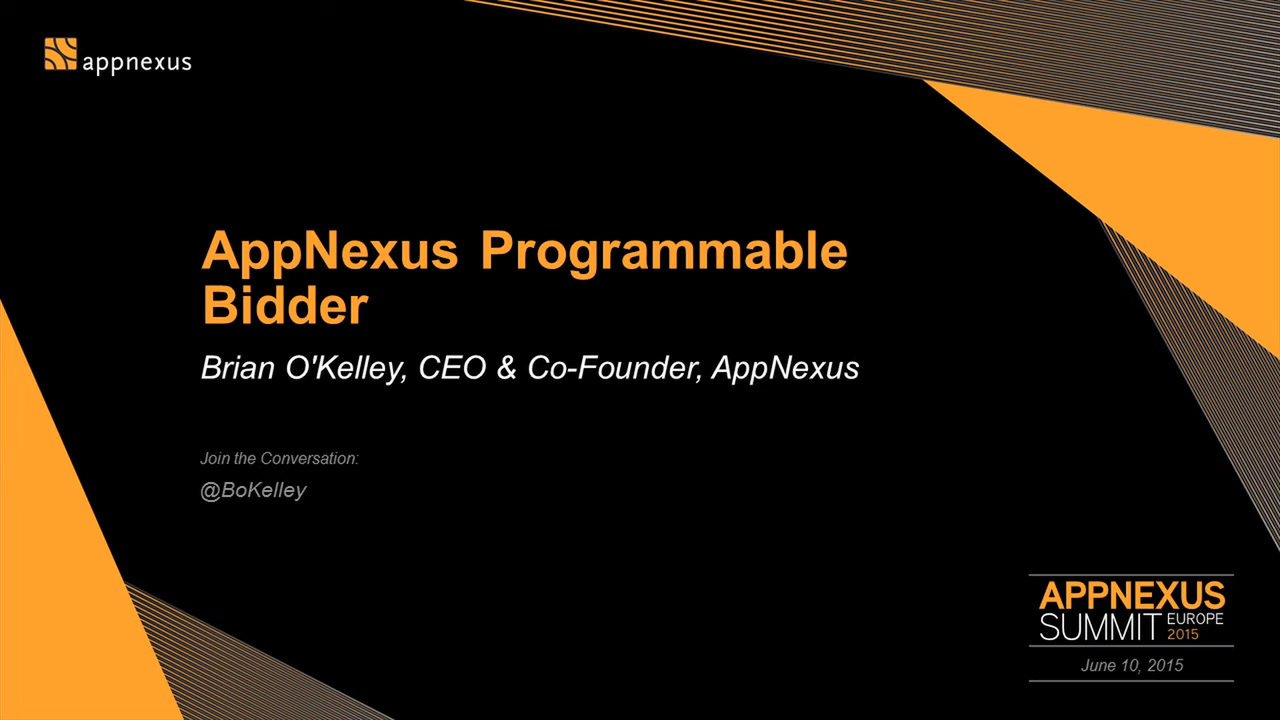 appnexus
AppNexus Programmable
Bidder
Brian O'Kelley, CEO & Co-Founder, AppNexus
Join the Conversation:
@BoKelley
APPNEXUS
SUMMIT EUROPE 2015
June 10, 2015